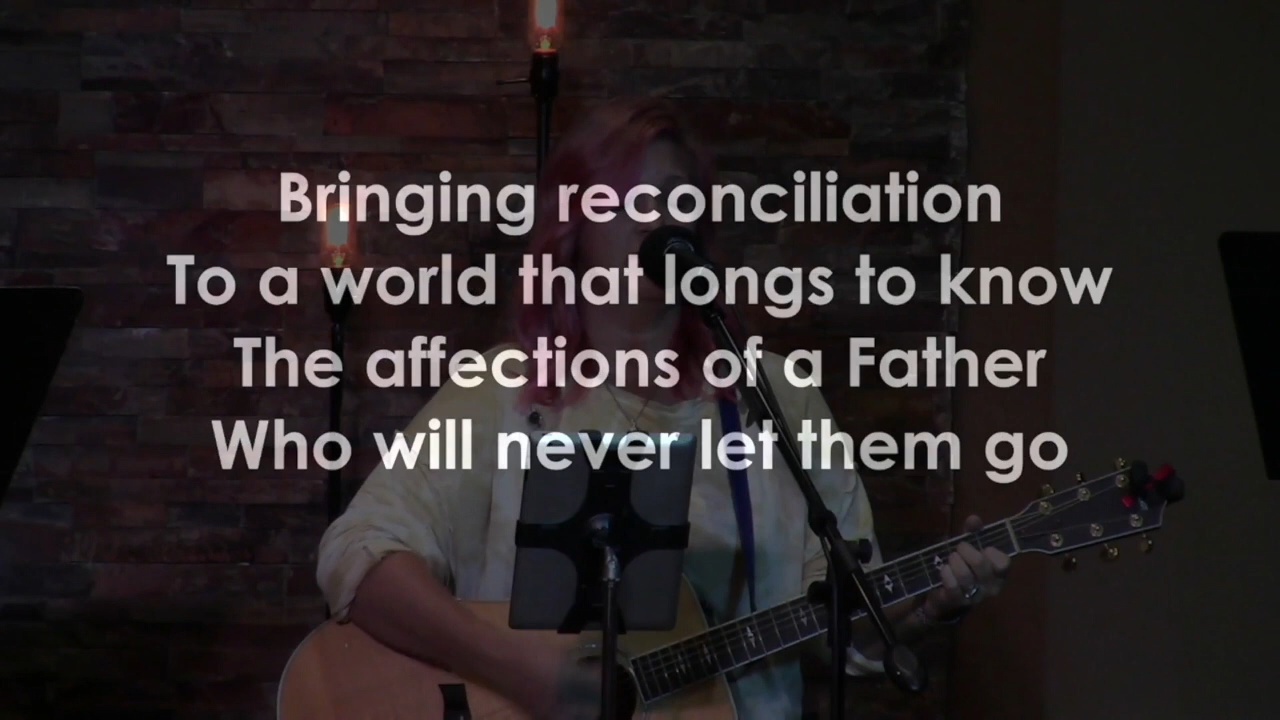 Bringing reconciliation
To a world that longs to know
The affections of a Father
Who will never let them go